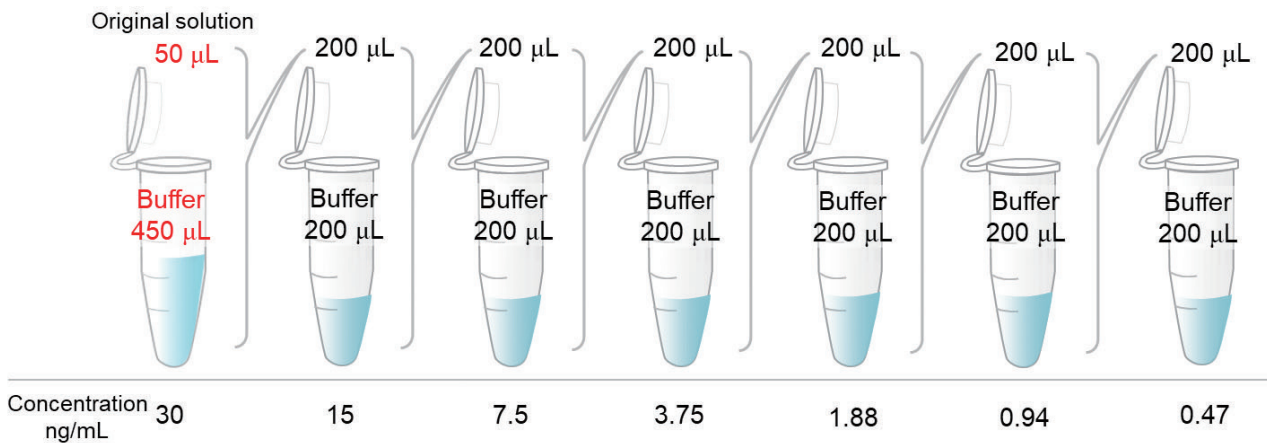 Original solution
50 μL 200 μL 200 μL 200 μL 200 μL 200 μL 200 μL
Buffer Buffer Buffer Buffer Buffer Buffer Buffer
450 μL 200 μL 200 μL 200 μL 200 μL 200 μL 200 μL
Concentration 30 15 7.5 3.75 1.88 0.94 0.47
ng/mL